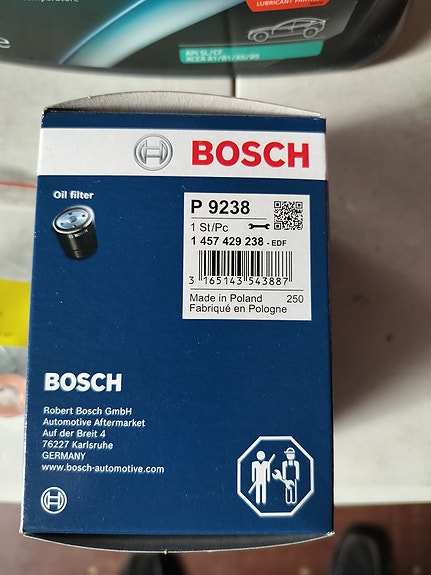 LUBRICANT PARTNER
API SL/CF
ACEA A1/B1/A5/B5
BOSCH
Oil filter
P 9238
1 St/Pc
1 457 429 238 - EDF
3 165143 543887
Made in Poland 250
Fabriqué en Pologne
BOSCH
Robert Bosch GmbH
Automotive Aftermarket
Auf der Breit 4
76227 Karlsruhe
GERMANY
www.bosch-automotive.com